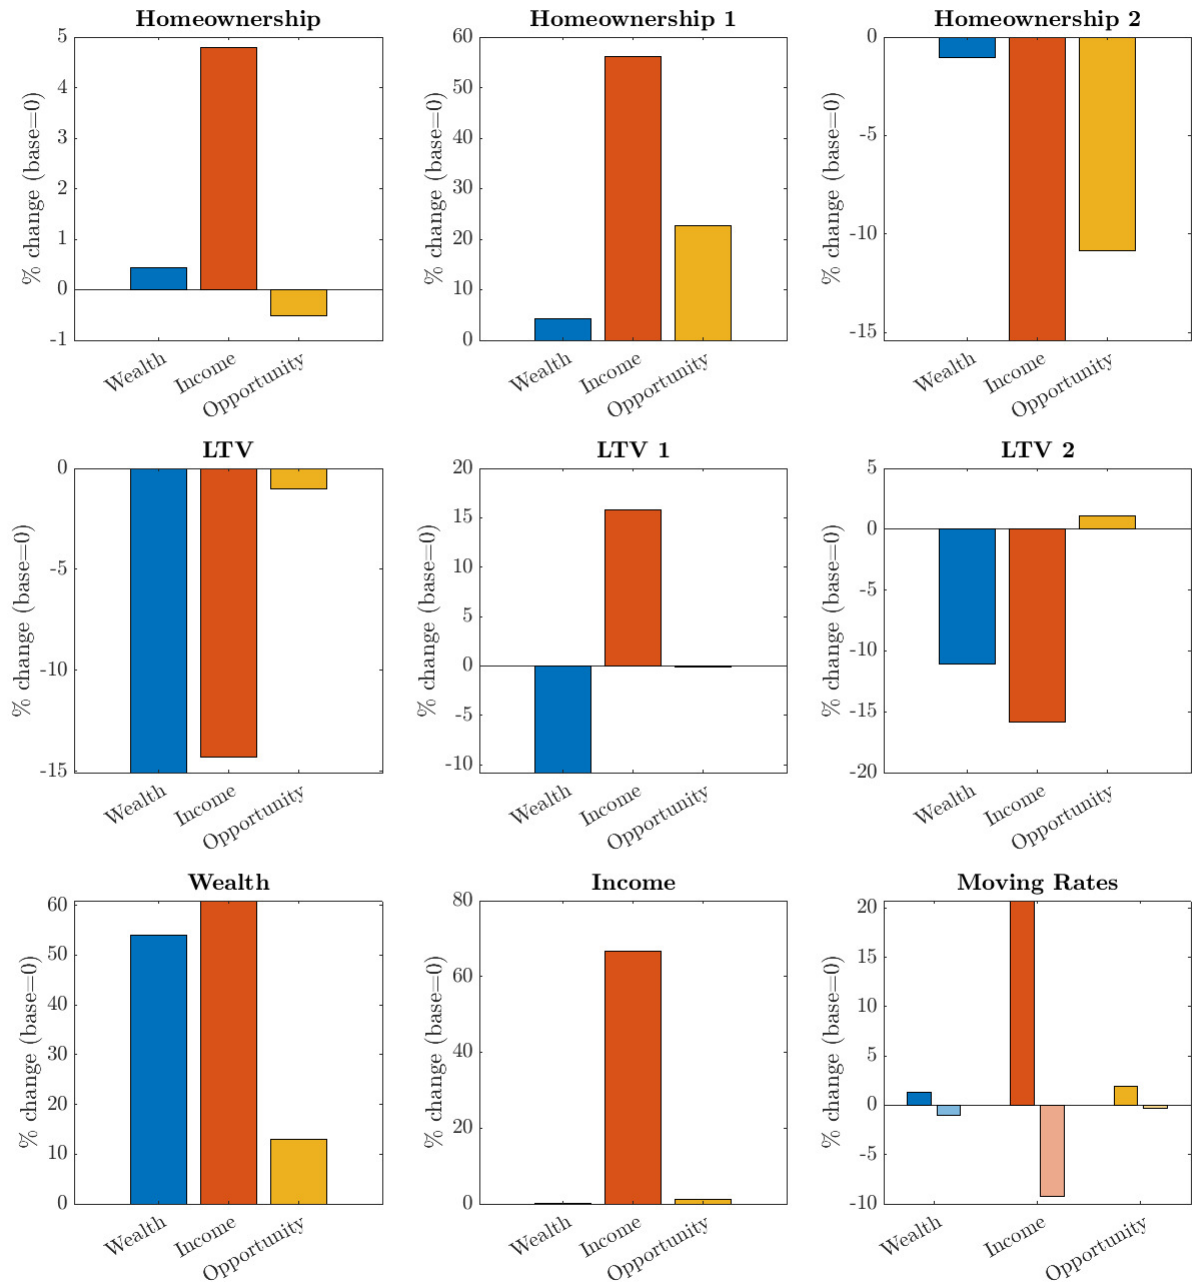 Homeownership
5
4
3
2
1
0
-1
% change (base=0)
Wealth
Income
Opportunity
Homeownership 1
60
50
40
30
20
10
0
% change (base=0)
Wealth
Income
Opportunity
Homeownership 2
0
-5
-10
-15
% change (base=0)
Wealth
Income
Opportunity
LTV
0
-5
-10
-15
% change (base=0)
Wealth
Income
Opportunity
LTV 1
20
15
10
5
0
-5
-10
% change (base=0)
Wealth
Income
Opportunity
LTV 2
5
0
-5
-10
-15
-20
% change (base=0)
Wealth
Income
Opportunity
Wealth
60
50
40
30
20
10
0
% change (base=0)
Wealth
Income
Opportunity
Income
80
60
40
20
0
% change (base=0)
Wealth
Income
Opportunity
Moving Rates
20
15
10
5
0
-5
-10
% change (base=0)
Wealth
Income
Opportunity